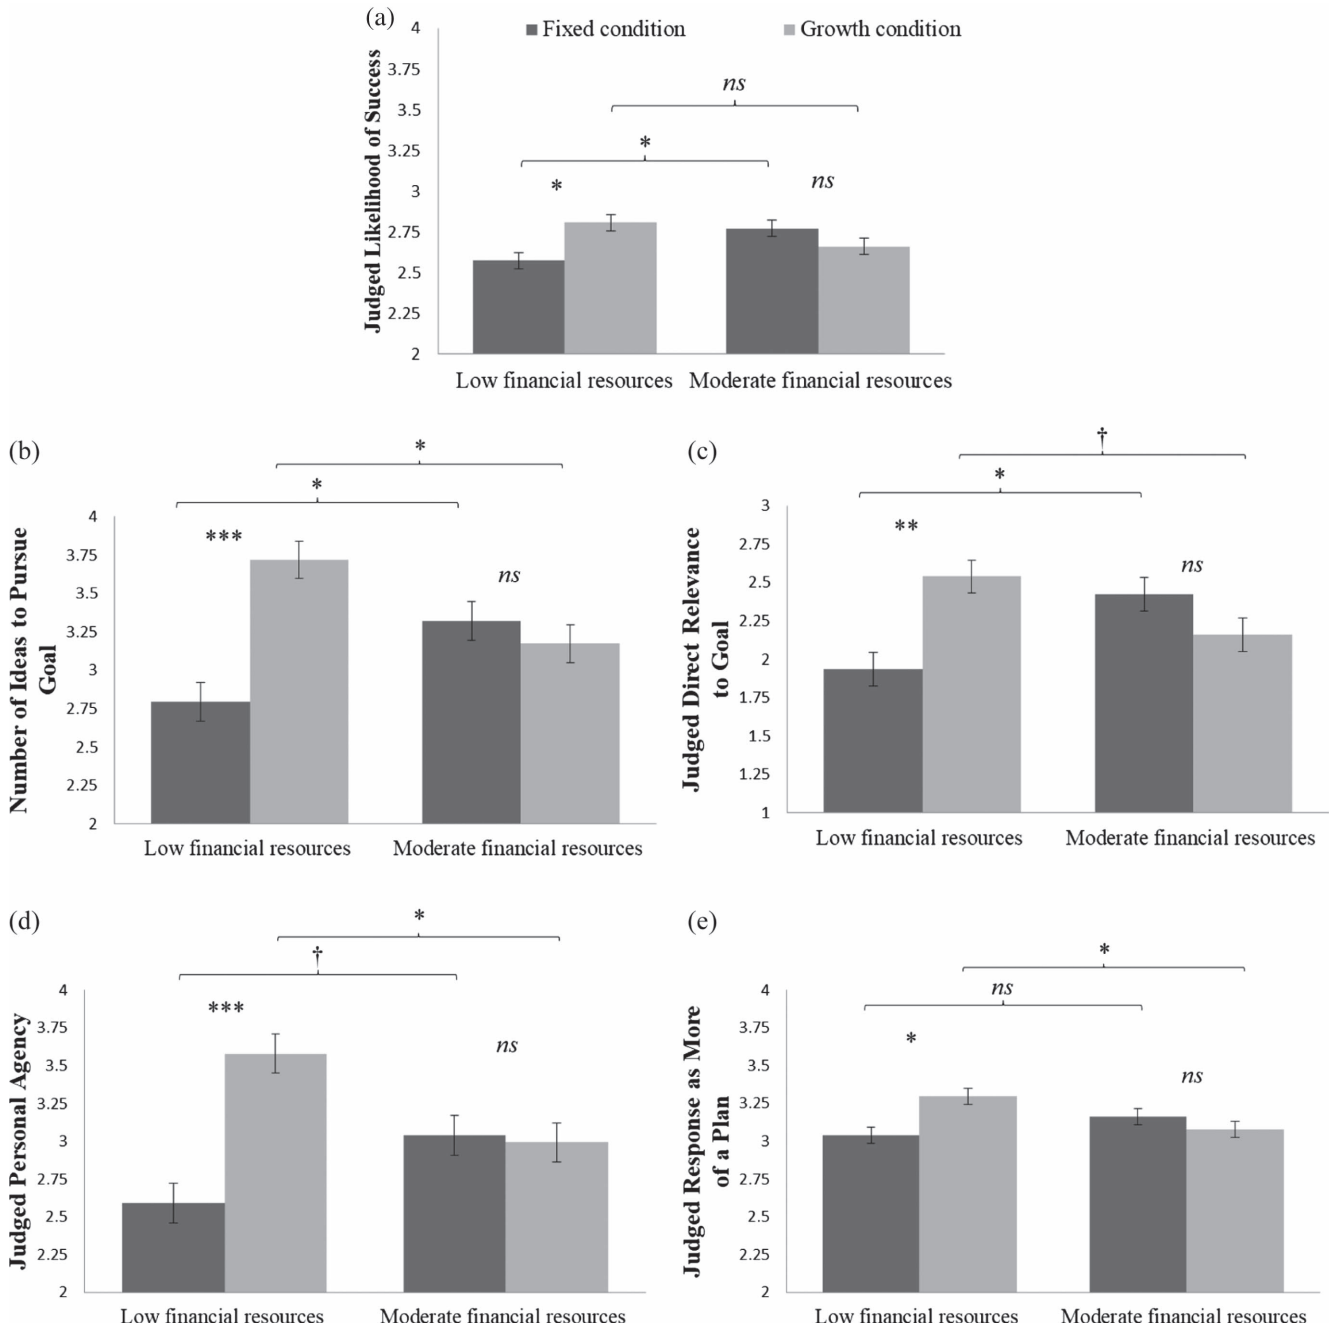 (a)
Fixed condition
Growth condition
Judged Likelihood of Success
4
3.75
3.5
3.25
3
2.75
2.5
2.25
2
ns
*
*
ns
Low financial resources
Moderate financial resources
(b)
Number of Ideas to Pursue
Goal
4
3.75
3.5
3.25
3
2.75
2.5
2.25
2
*
*
***
ns
Low financial resources
Moderate financial resources
(c)
Judged Direct Relevance
to Goal
3
2.75
2.5
2.25
2
1.75
1.5
1.25
1
†
*
**
ns
Low financial resources
Moderate financial resources
(d)
Judged Personal Agency
4
3.75
3.5
3.25
3
2.75
2.5
2.25
2
*
†
***
ns
Low financial resources
Moderate financial resources
(e)
Judged Response as More
of a Plan
4
3.75
3.5
3.25
3
2.75
2.5
2.25
2
*
ns
*
ns
Low financial resources
Moderate financial resources